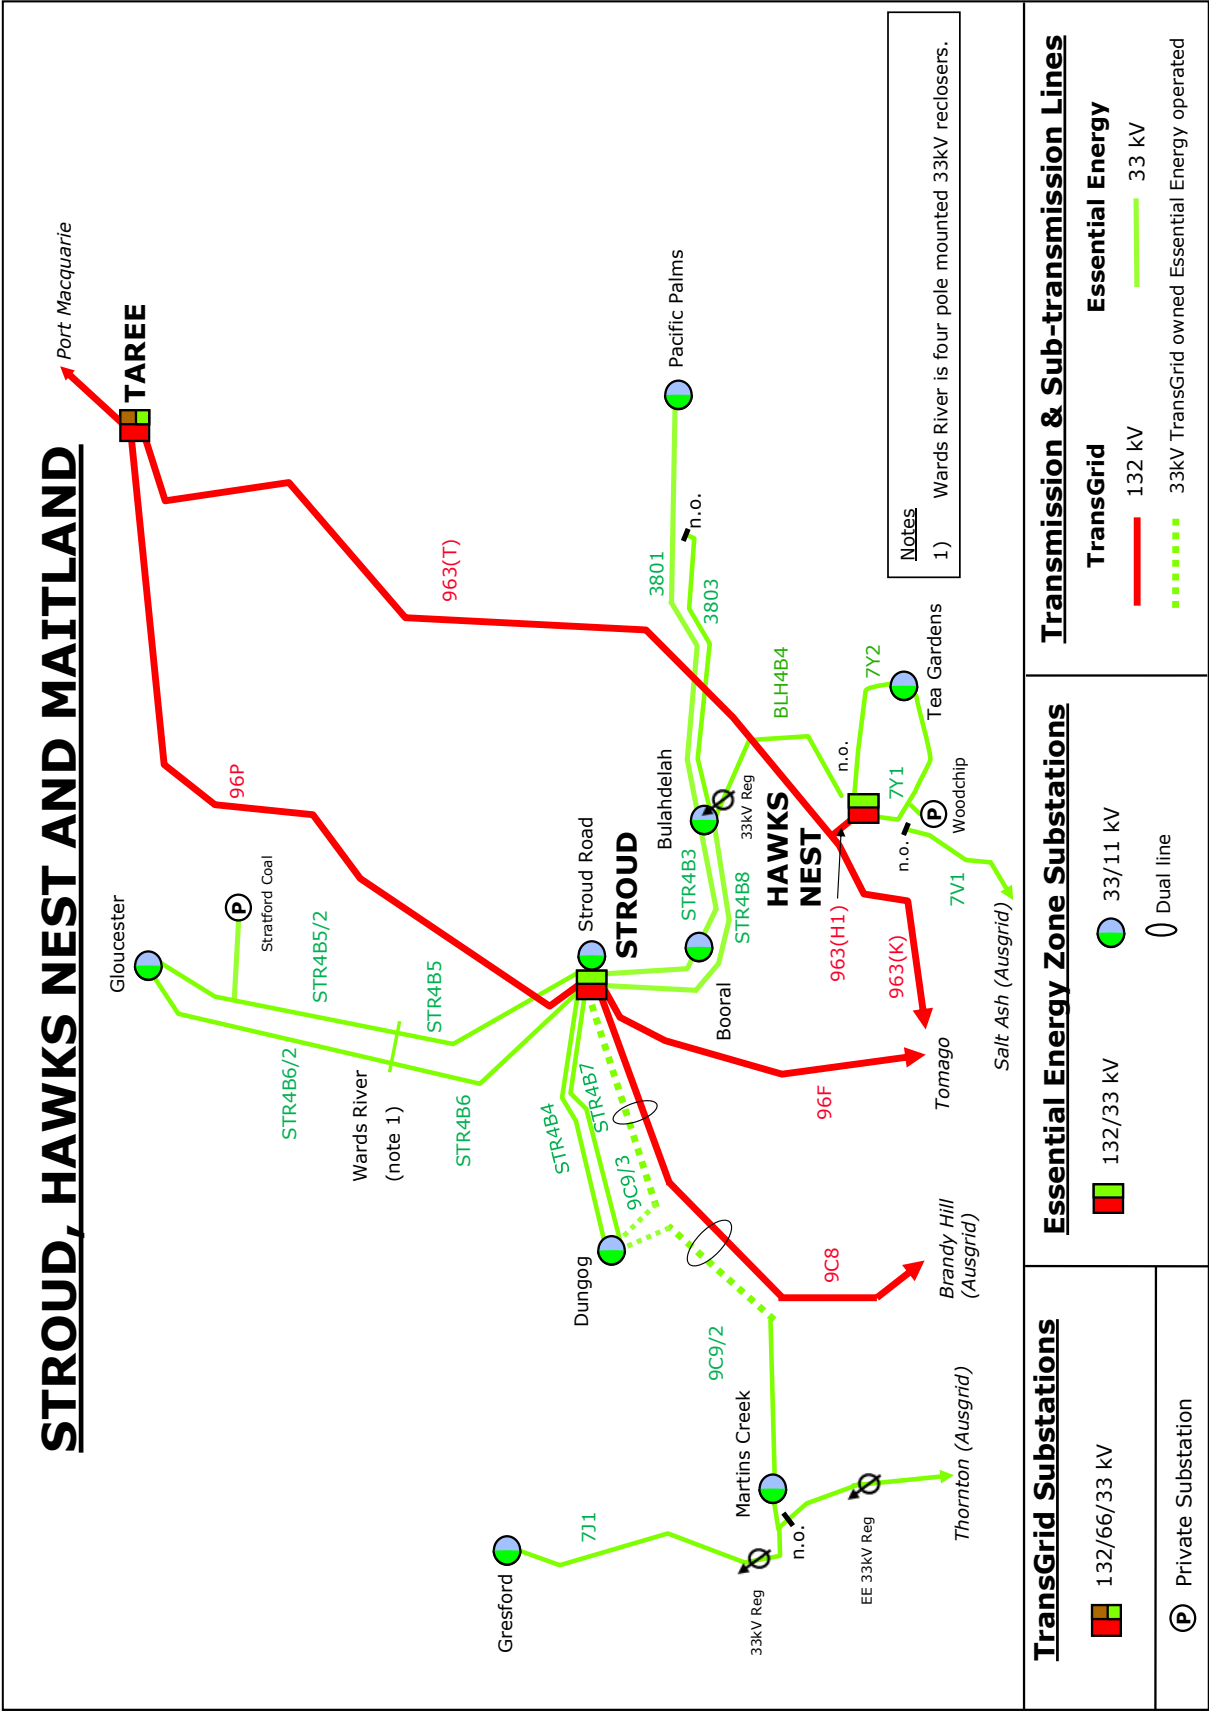 STROUD, HAWKS NEST AND MAITLAND
Port Macquarie
TAREE
Gloucester
P
Stratford Coal
96P
963(T)
STR4B6/2
STR4B5/2
Wards River
(note 1)
STR4B5
STR4B6
Gresford
7J1
Dungog
STR4B4
STR4B7
9C9/3
Stroud Road
STROUD
Bulahdelah
33kV Reg
3801
3803
n.o.
Pacific Palms
STR4B3
STR4B8
Booral
BLH4B4
HAWKS
NEST
n.o.
7Y2
7Y1
Tea Gardens
P
Woodchip
n.o.
7V1
963(H1)
963(K)
96F
9C8
9C9/2
Martins Creek
33kV Reg
n.o.
EE 33kV Reg
Thornton (Ausgrid)
Brandy Hill
(Ausgrid)
Tomago
Salt Ash (Ausgrid)
Notes
1) Wards River is four pole mounted 33kV reclosers.
TransGrid Substations
132/66/33 kV
P Private Substation
Essential Energy Zone Substations
132/33 kV
33/11 kV
Dual line
Transmission & Sub-transmission Lines
TransGrid
Essential Energy
132 kV
33 kV
33kV TransGrid owned Essential Energy operated